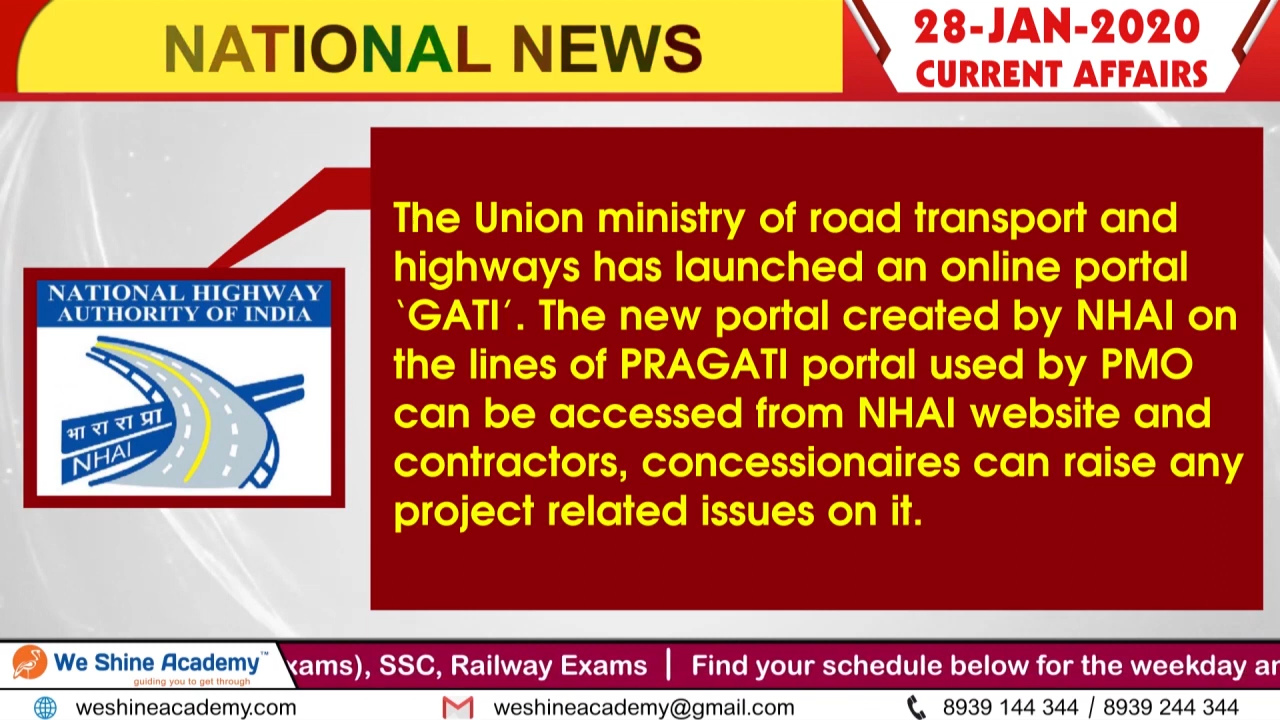 NATIONAL NEWS
28-JAN-2020
CURRENT AFFAIRS
The Union ministry of road transport and
highways has launched an online portal
`GATI´. The new portal created by NHAI on
the lines of PRAGATI portal used by PMO
can be accessed from NHAI website and
contractors, concessionaires can raise any
project related issues on it.
NATIONAL HIGHWAY
AUTHORITY OF INDIA
भा रा रा प्रा
NHAI
We Shine Academy™
guiding you to get through
xams), SSC, Railway Exams | Find your schedule below for the weekday an
weshineacademy.com
weshineacademy@gmail.com
8939 144 344 / 8939 244 344